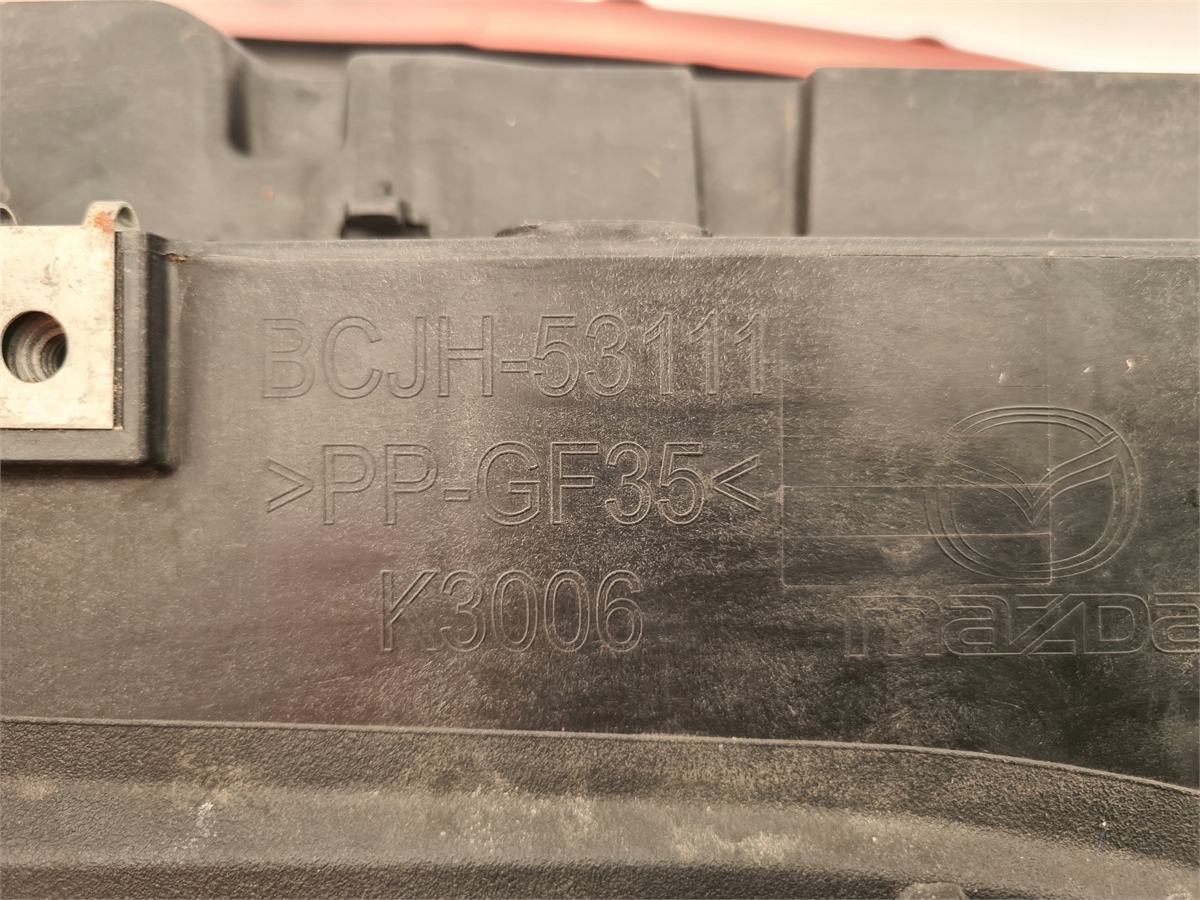 BCJH-53111
>PP-GF35<
K3006
mazda